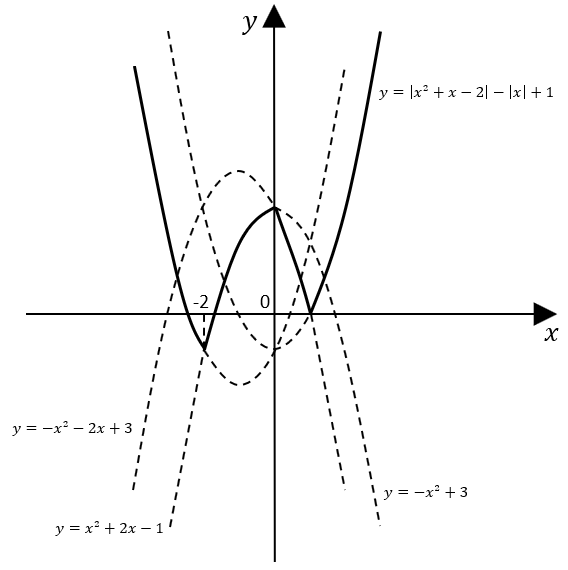 y
y = |x² + x − 2| − |x| + 1
-2
0
x
y = −x² − 2x + 3
y = −x² + 3
y = x² + 2x − 1